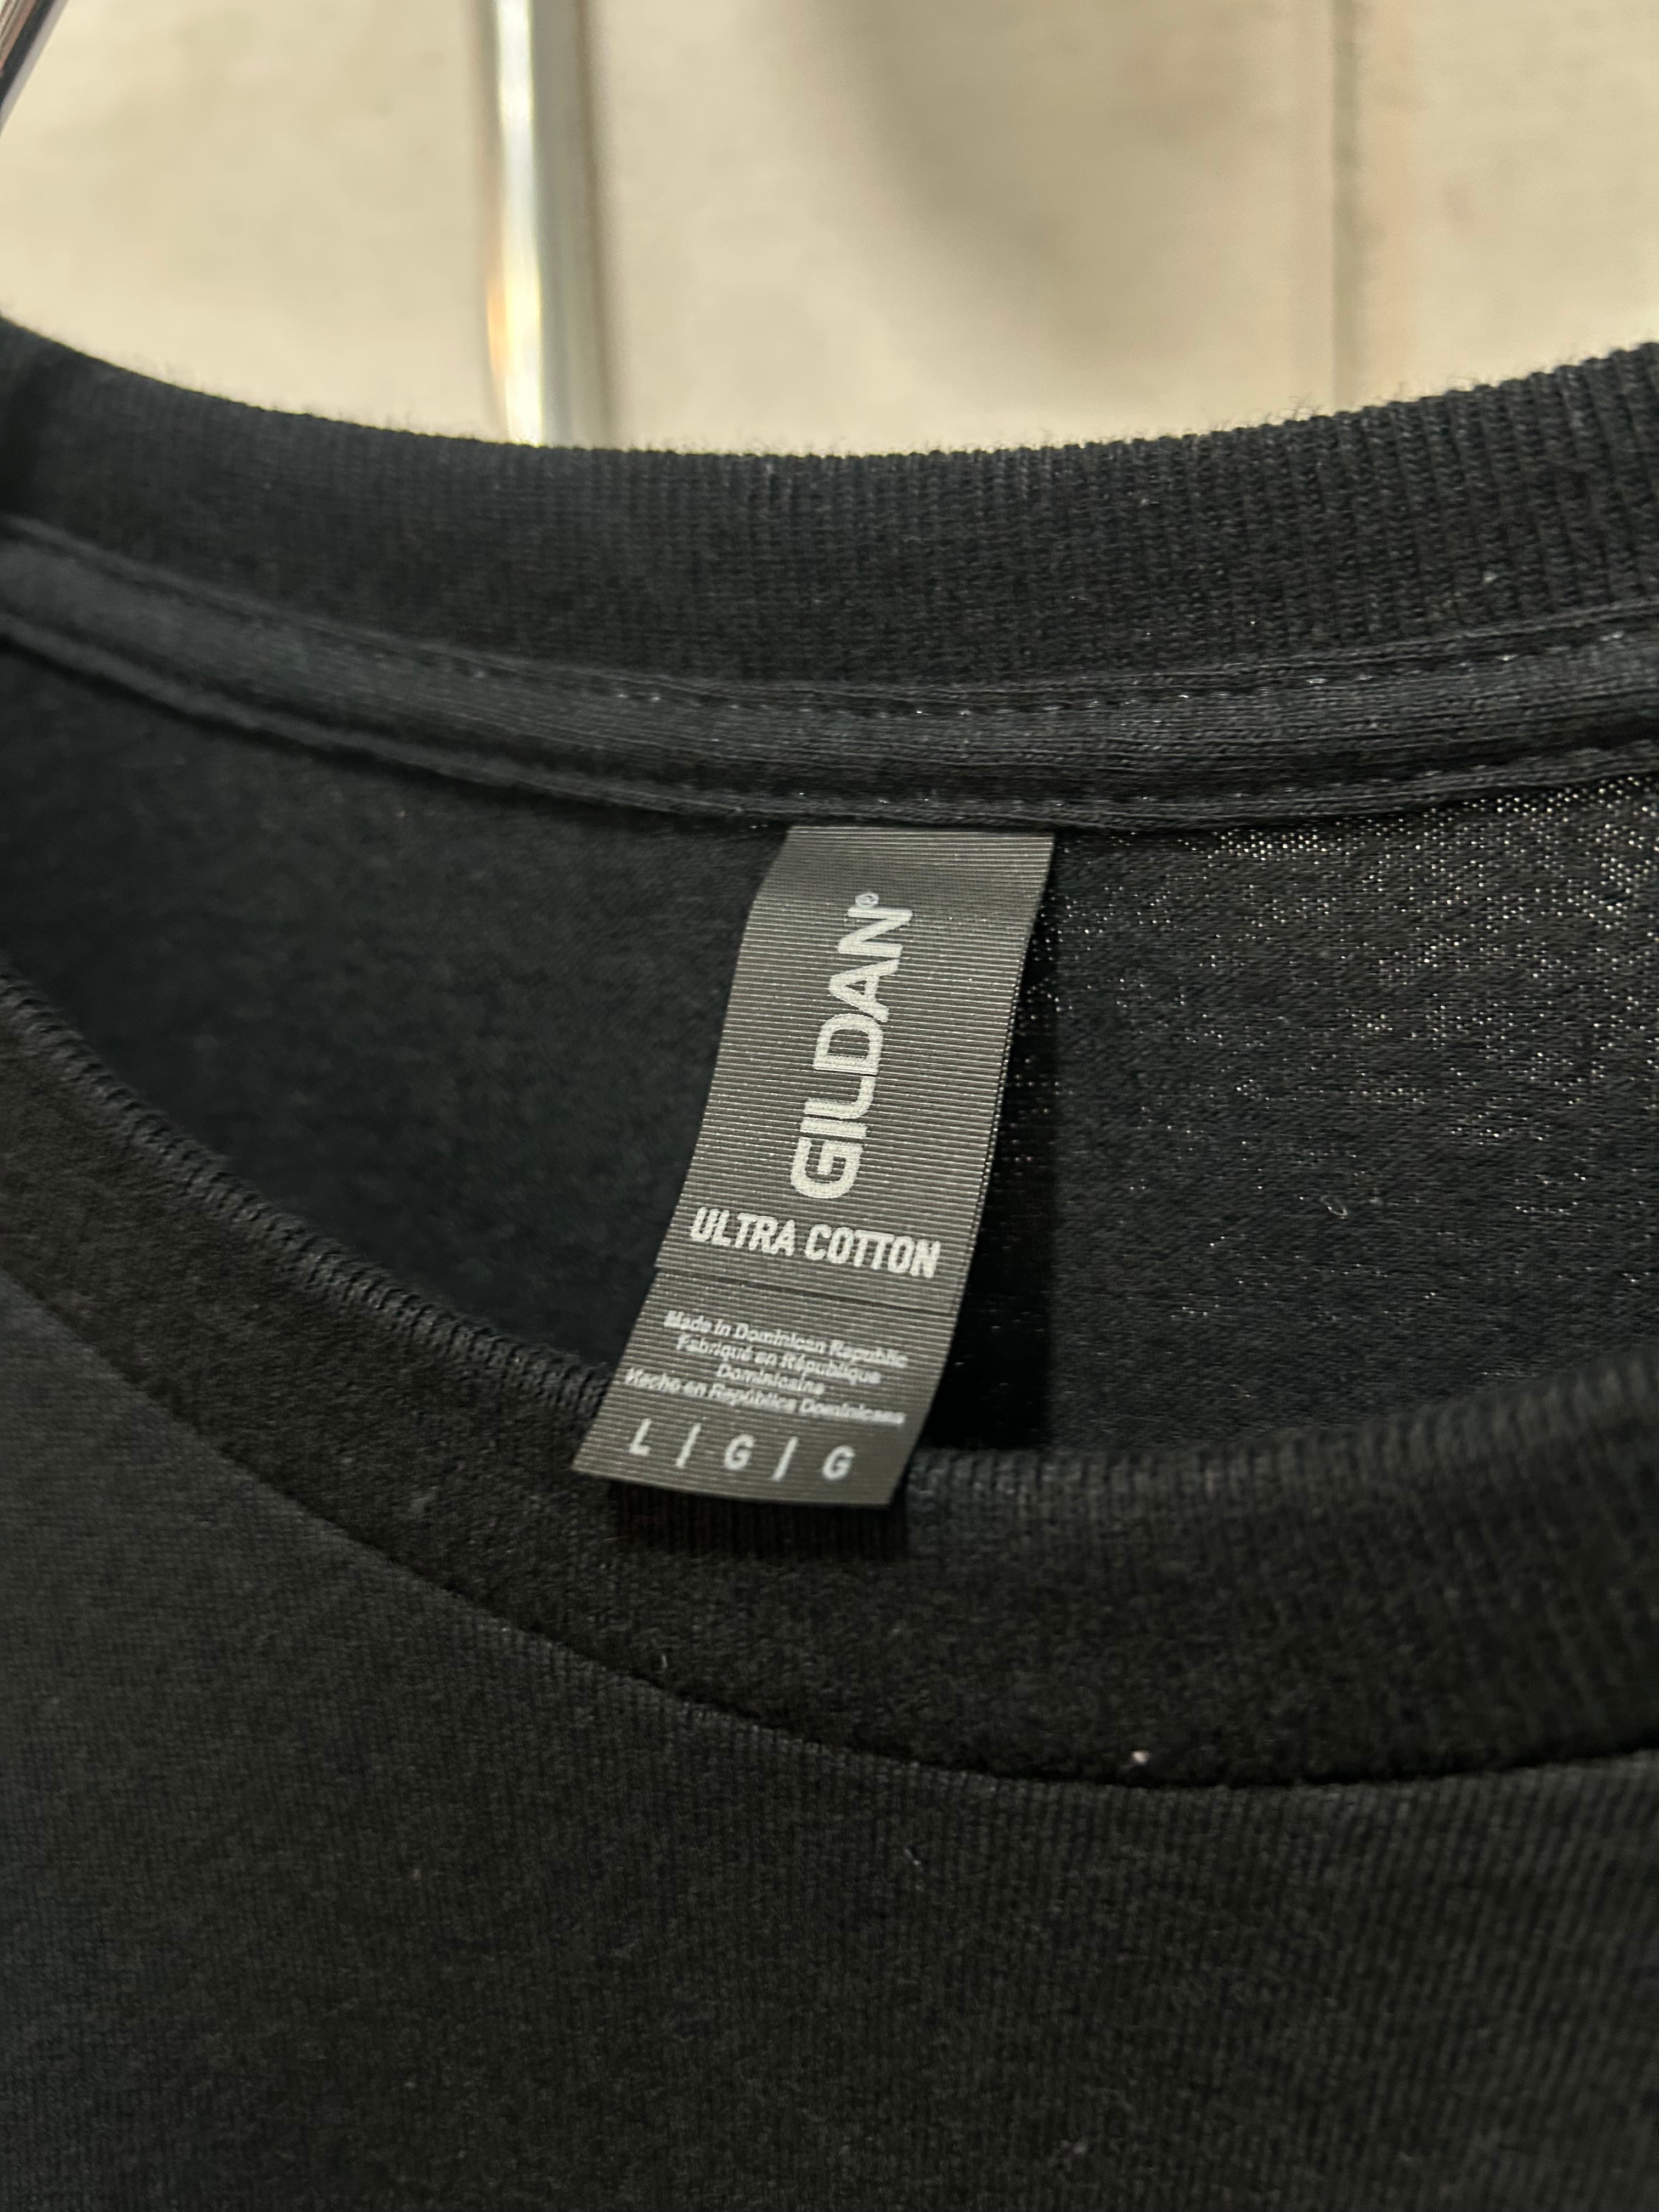 GILDAN®
ULTRA COTTON
Made in Dominican Republic
Fabriqué en République
Dominicaine
Hecho en República Dominicana
L / G / G